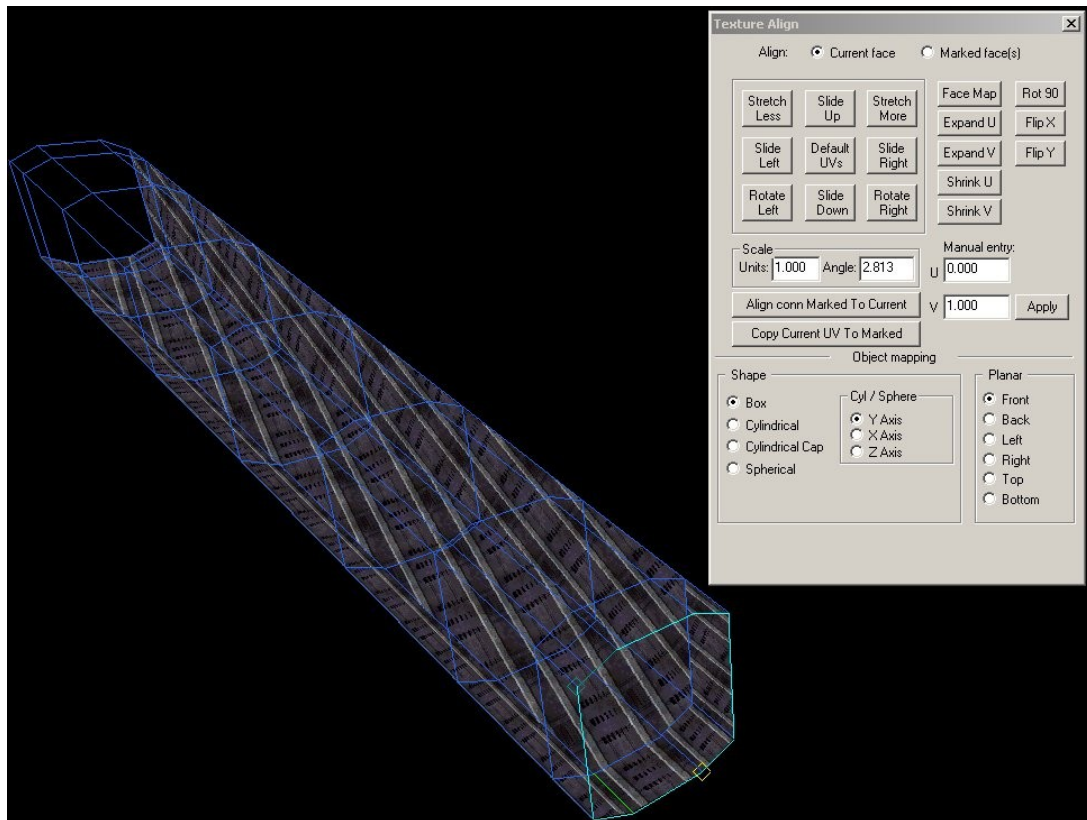 Texture Align
Align: Current face Marked face(s)
Stretch Less
Slide Up
Stretch More
Face Map
Rot 90
Expand U
Flip X
Slide Left
Default UVs
Slide Right
Expand V
Flip Y
Shrink U
Rotate Left
Slide Down
Rotate Right
Shrink V
Scale
Manual entry:
Units: 1.000 Angle: 2.813
U 0.000
Align conn Marked To Current
V 1.000 Apply
Copy Current UV To Marked
Object mapping
Shape
Box
Cylindrical
Cylindrical Cap
Spherical
Cyl / Sphere
Y Axis
X Axis
Z Axis
Planar
Front
Back
Left
Right
Top
Bottom